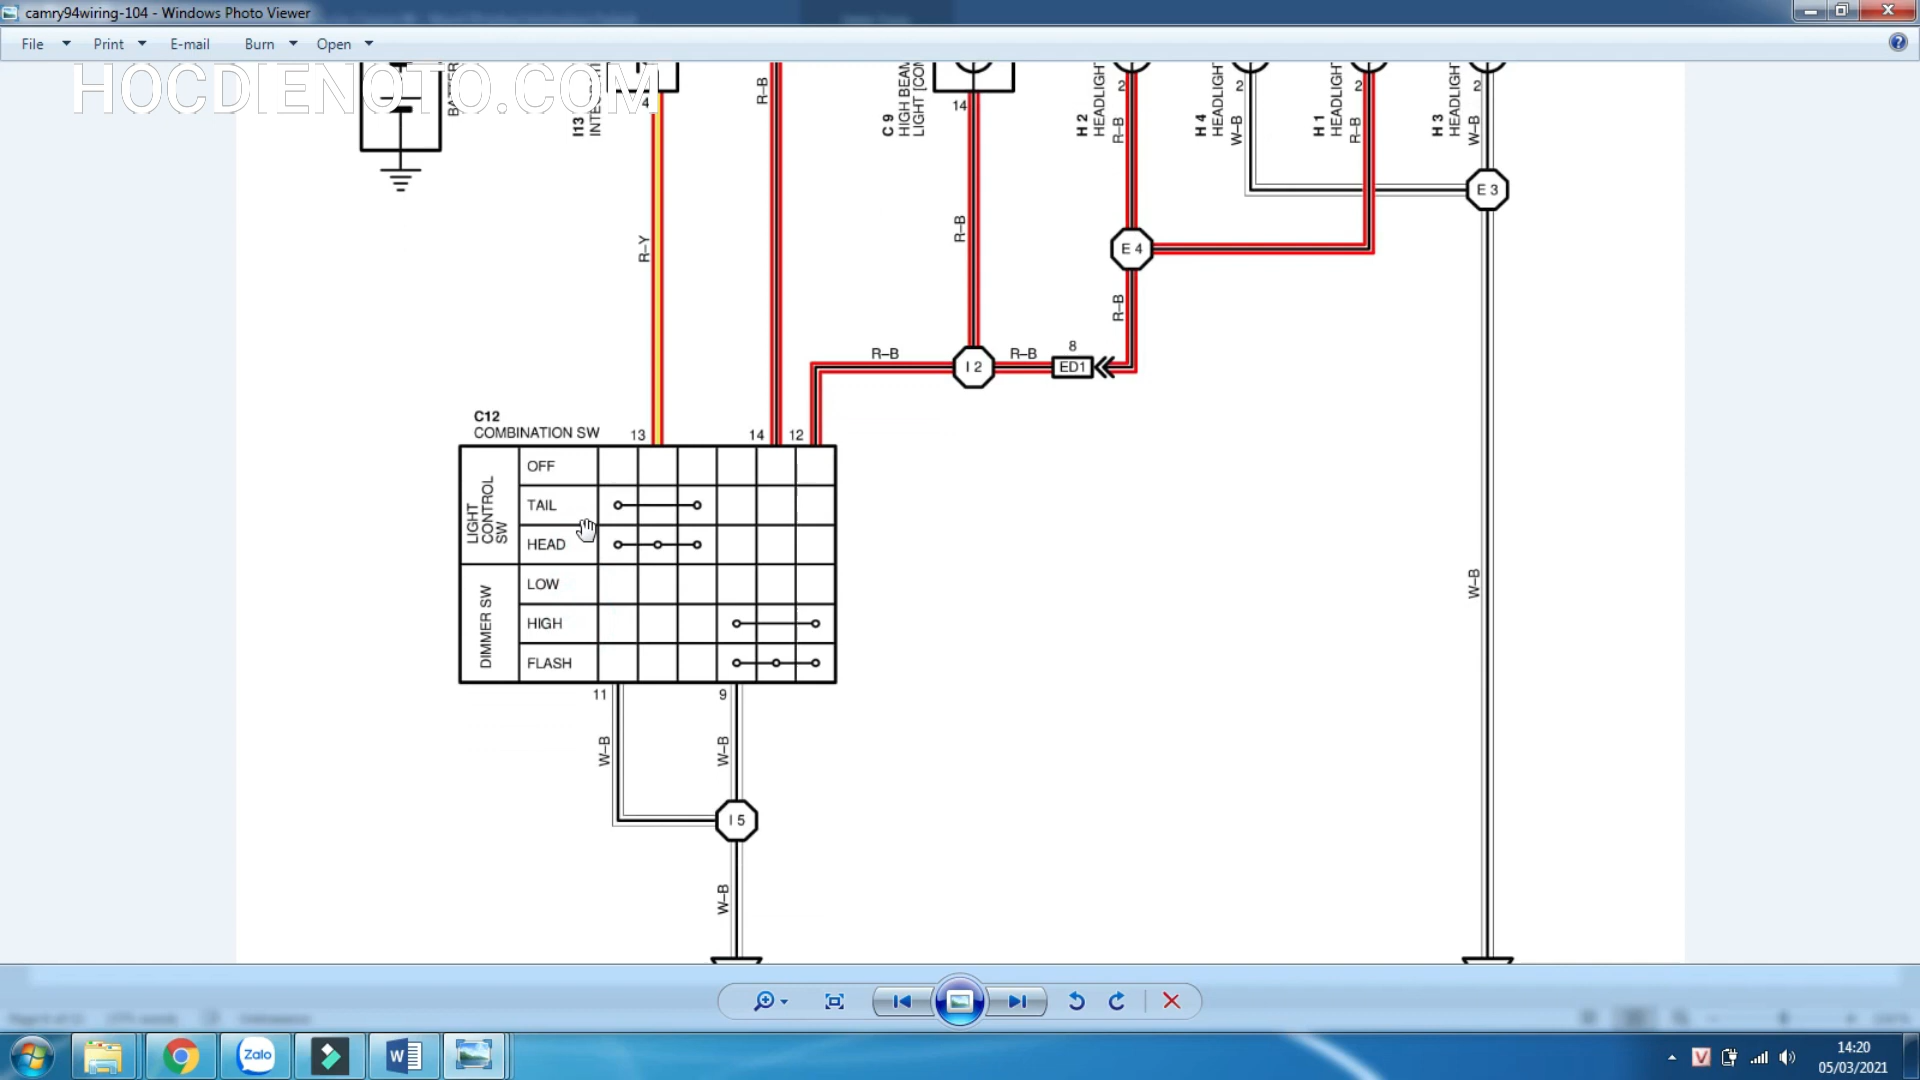 camry94wiring-104 - Windows Photo Viewer
File
Print
E-mail
Burn
Open
HOCDIENOTO.COM
I13
4
R–B
C 9
HIGH BEAM
14
H 2
HEADLIGHT
R–B
2
H 4
HEADLIGHT
W–B
2
H 1
HEADLIGHT
R–B
2
H 3
HEADLIGHT
W–B
2
E 3
R–Y
R–B
E 4
R–B
R–B
I 2
R–B
8
ED1
C12
COMBINATION SW
13
14
12
LIGHT
CONTROL
SW
OFF
TAIL
HEAD
DIMMER SW
LOW
HIGH
FLASH
11
9
W–B
W–B
W–B
I 5
W–B
Zalo
W
V
14:20
05/03/2021